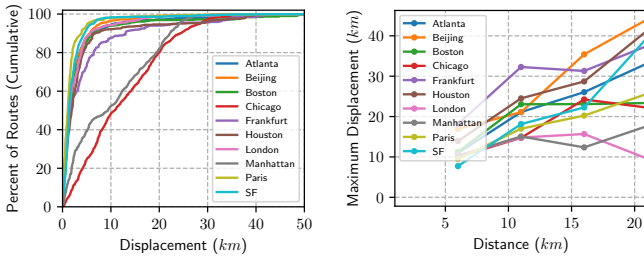 Percent of Routes (Cumulative)
100
80
60
40
20
0
Atlanta
Beijing
Boston
Chicago
Frankfurt
Houston
London
Manhattan
Paris
SF
0 10 20 30 40 50
Displacement (km)
Maximum Displacement (km)
40
30
20
10
0
Atlanta
Beijing
Boston
Chicago
Frankfurt
Houston
London
Manhattan
Paris
SF
5 10 15 20
Distance (km)